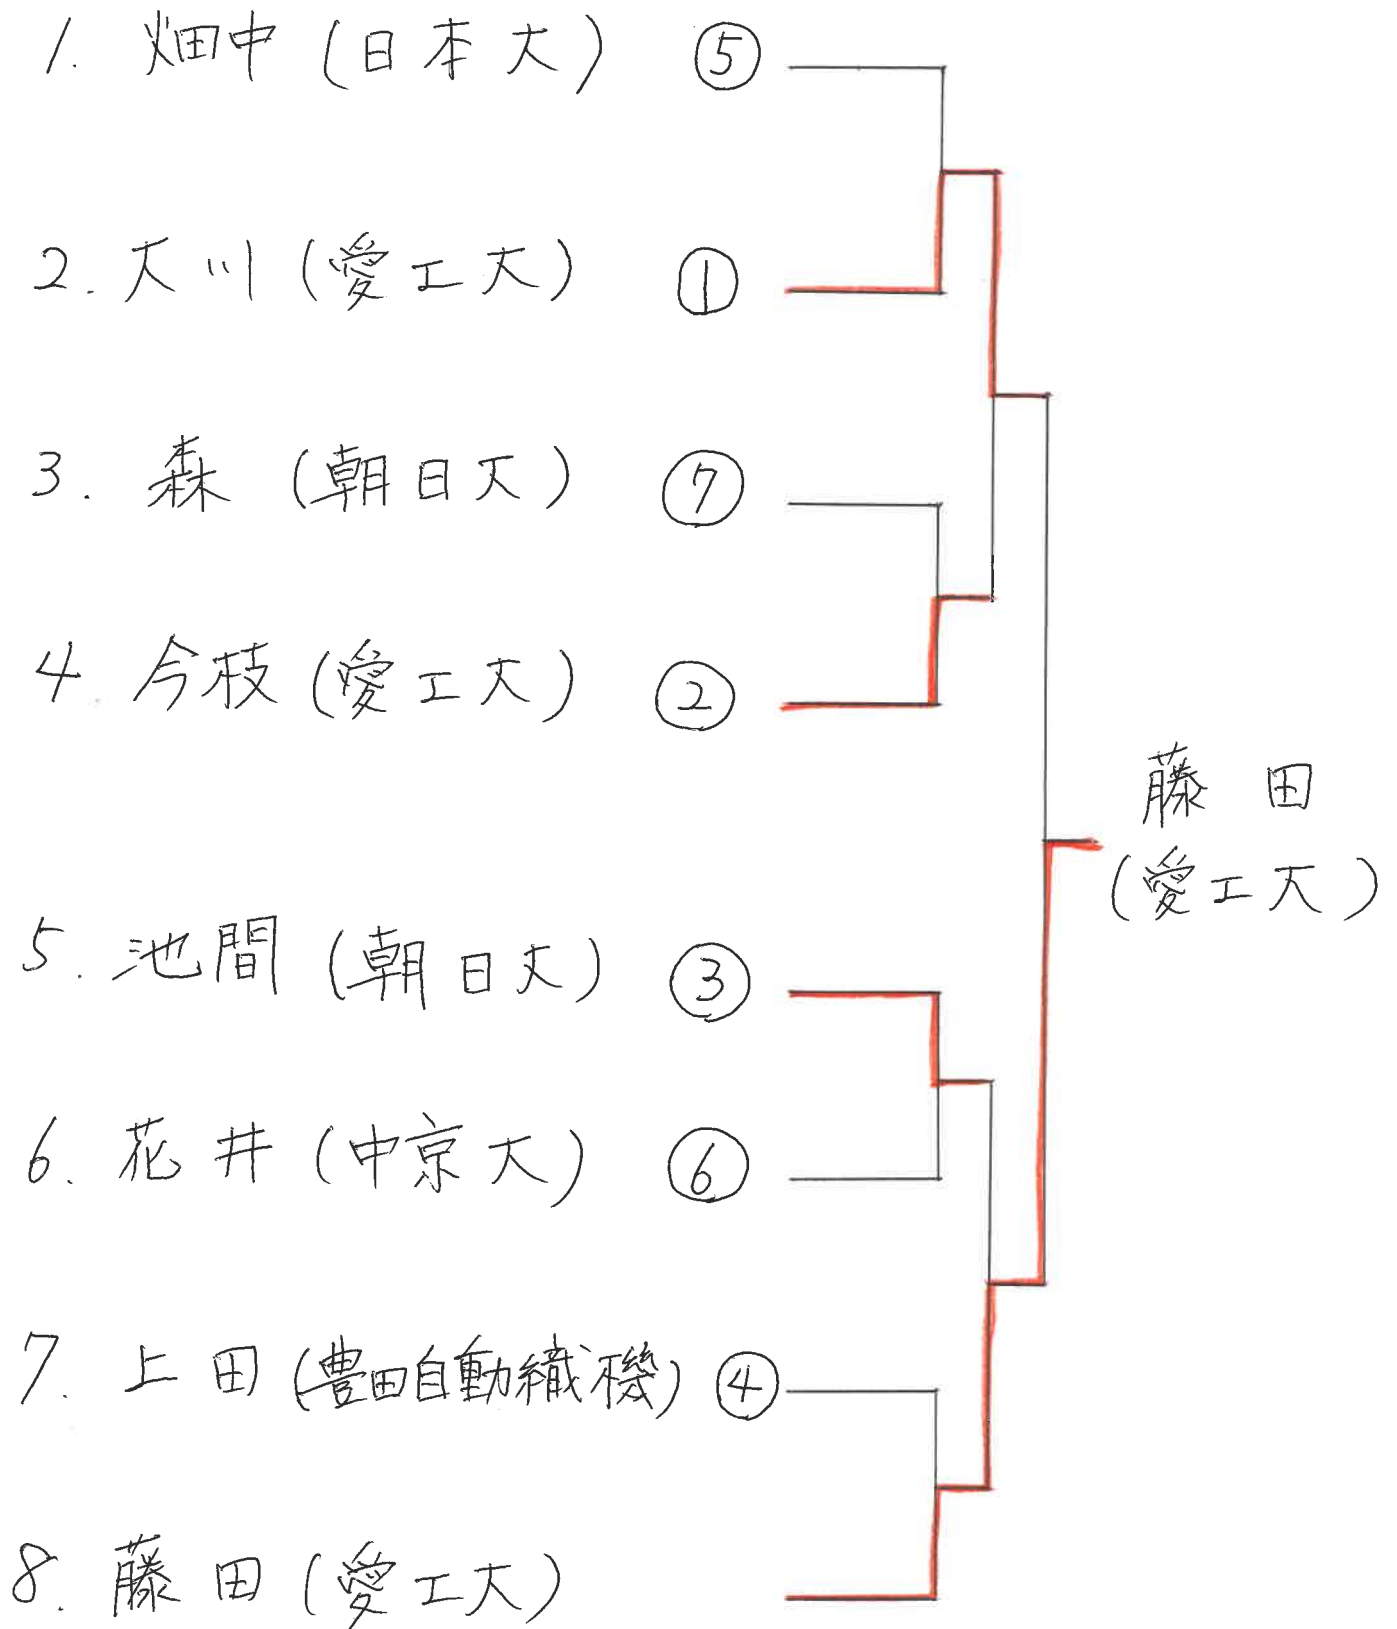 1. 畑中 (日本大) ⑤
2. 大川 (愛工大) ①
3. 森 (朝日大) ⑦
4. 今枝 (愛工大) ②
藤田
(愛工大)
5. 池間 (朝日大) ③
6. 花井 (中京大) ⑥
7. 上田 (豊田自動織機) ④
8. 藤田 (愛工大)